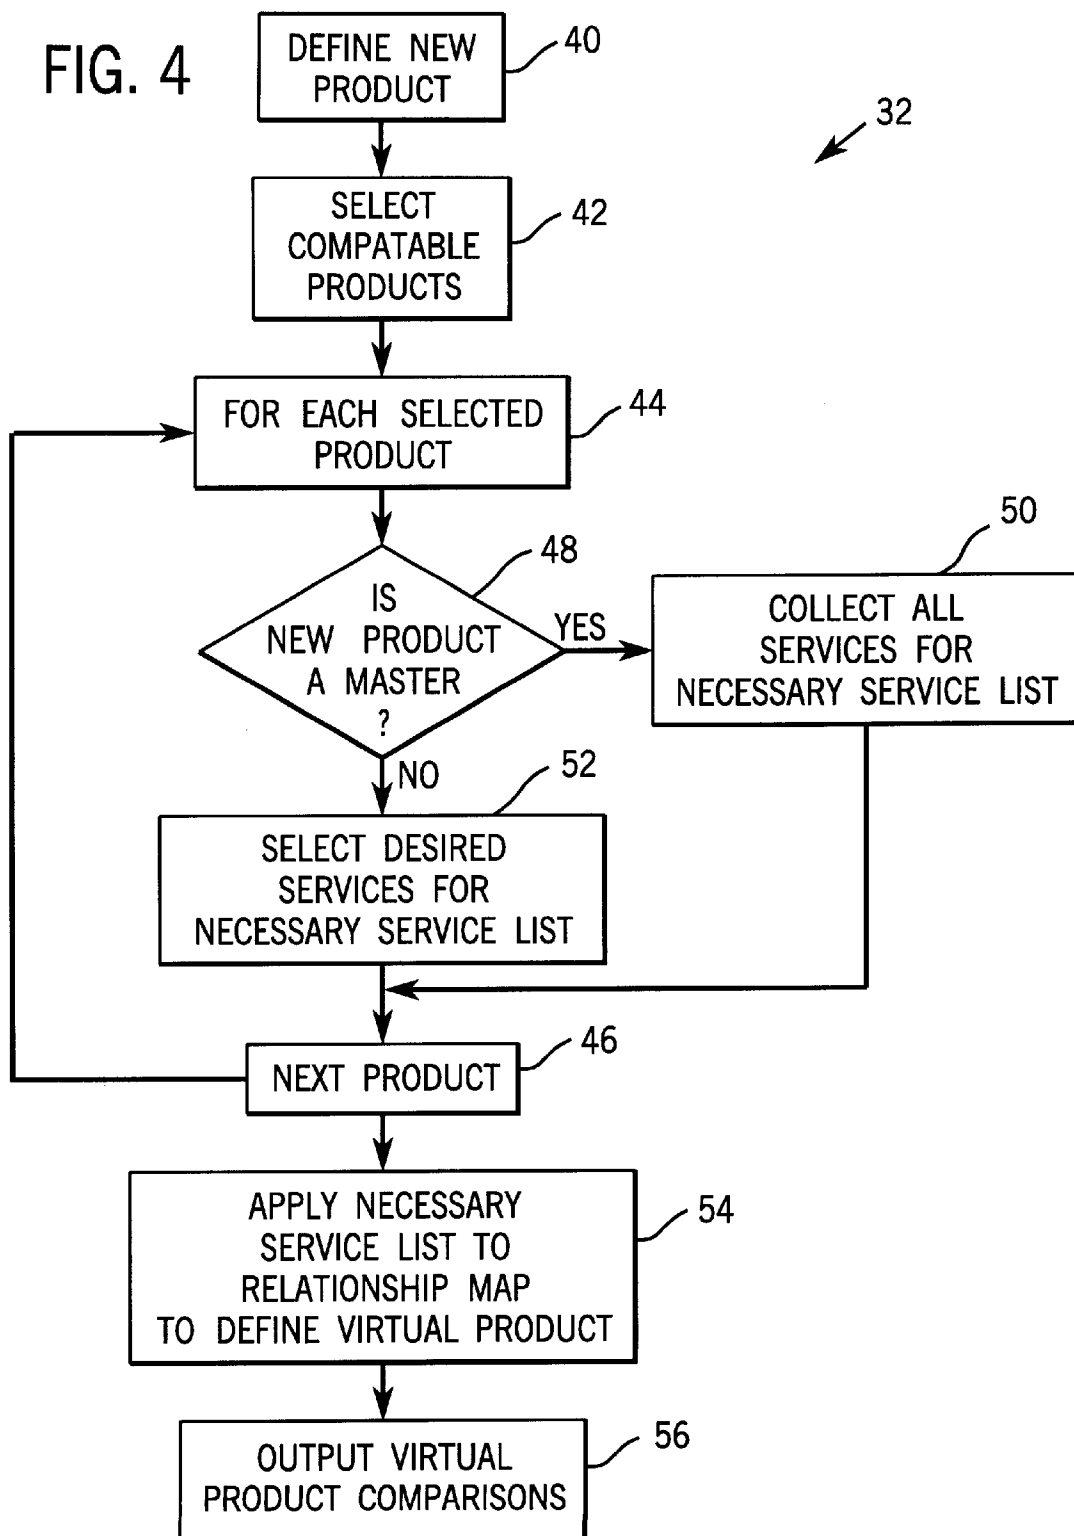 FIG. 4
DEFINE NEW
PRODUCT
40
32
SELECT
COMPATABLE
PRODUCTS
42
FOR EACH SELECTED
PRODUCT
44
IS
NEW PRODUCT
A MASTER
?
48
YES
50
COLLECT ALL
SERVICES FOR
NECESSARY SERVICE LIST
NO
52
SELECT DESIRED
SERVICES FOR
NECESSARY SERVICE LIST
NEXT PRODUCT
46
APPLY NECESSARY
SERVICE LIST TO
RELATIONSHIP MAP
TO DEFINE VIRTUAL PRODUCT
54
OUTPUT VIRTUAL
PRODUCT COMPARISONS
56